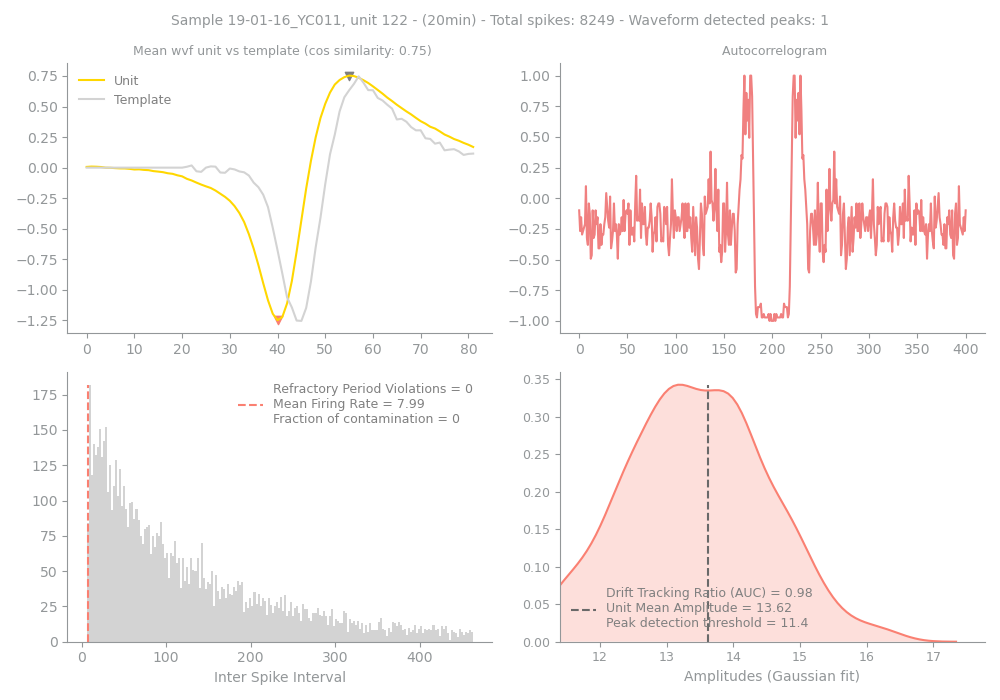 Sample 19-01-16_YC011, unit 122 - (20min) - Total spikes: 8249 - Waveform detected peaks: 1
Mean wvf unit vs template (cos similarity: 0.75)
0.75
0.50
0.25
0.00
−0.25
−0.50
−0.75
−1.00
−1.25
Unit
Template
0 10 20 30 40 50 60 70 80
Autocorrelogram
1.00
0.75
0.50
0.25
0.00
−0.25
−0.50
−0.75
−1.00
0 50 100 150 200 250 300 350 400
175
150
125
100
75
50
25
0
Refractory Period Violations = 0
Mean Firing Rate = 7.99
Fraction of contamination = 0
0 100 200 300 400
Inter Spike Interval
0.35
0.30
0.25
0.20
0.15
0.10
0.05
0.00
Drift Tracking Ratio (AUC) = 0.98
Unit Mean Amplitude = 13.62
Peak detection threshold = 11.4
12 13 14 15 16 17
Amplitudes (Gaussian fit)